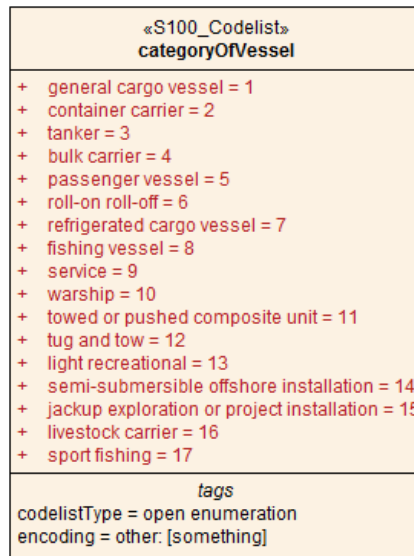 «S100_Codelist»
categoryOfVessel
+ general cargo vessel = 1
+ container carrier = 2
+ tanker = 3
+ bulk carrier = 4
+ passenger vessel = 5
+ roll-on roll-off = 6
+ refrigerated cargo vessel = 7
+ fishing vessel = 8
+ service = 9
+ warship = 10
+ towed or pushed composite unit = 11
+ tug and tow = 12
+ light recreational = 13
+ semi-submersible offshore installation = 14
+ jackup exploration or project installation = 15
+ livestock carrier = 16
+ sport fishing = 17
tags
codelistType = open enumeration
encoding = other: [something]